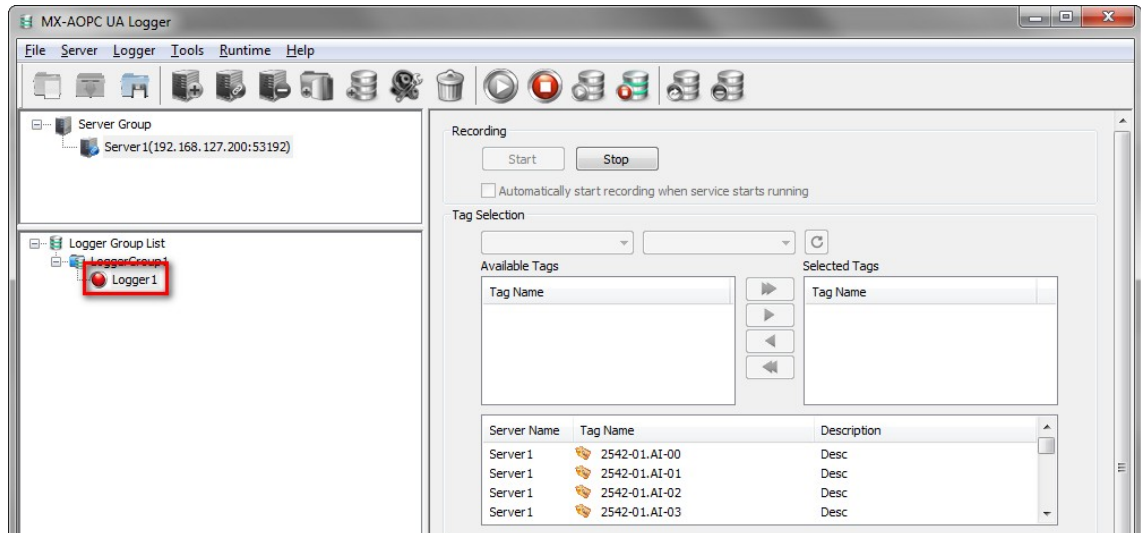 MX-AOPC UA Logger
File Server Logger Tools Runtime Help
Server Group
Server1(192.168.127.200:53192)
Logger Group List
LoggerGroup1
Logger1
Recording
Start Stop
Automatically start recording when service starts running
Tag Selection
Available Tags Selected Tags
Tag Name Tag Name
Server Name Tag Name Description
Server1 2542-01.AI-00 Desc
Server1 2542-01.AI-01 Desc
Server1 2542-01.AI-02 Desc
Server1 2542-01.AI-03 Desc